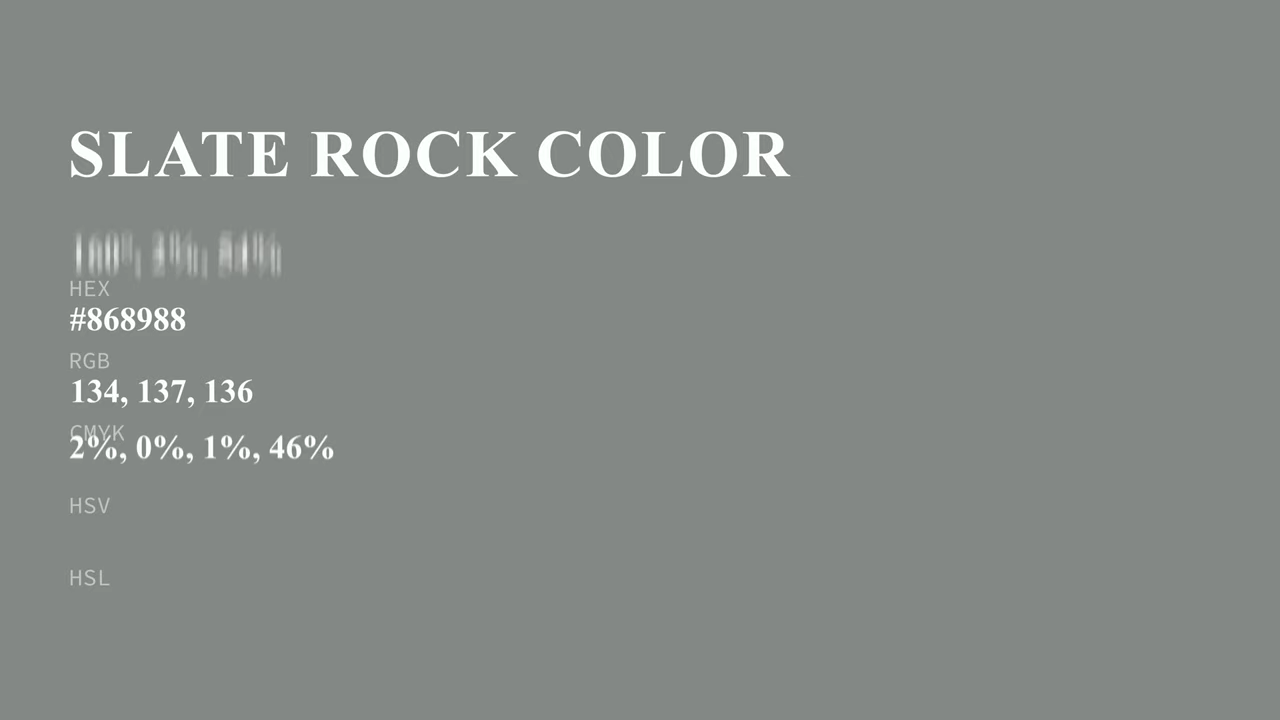 SLATE ROCK COLOR
HEX
#868988
RGB
134, 137, 136
CMYK
2%, 0%, 1%, 46%
HSV
HSL